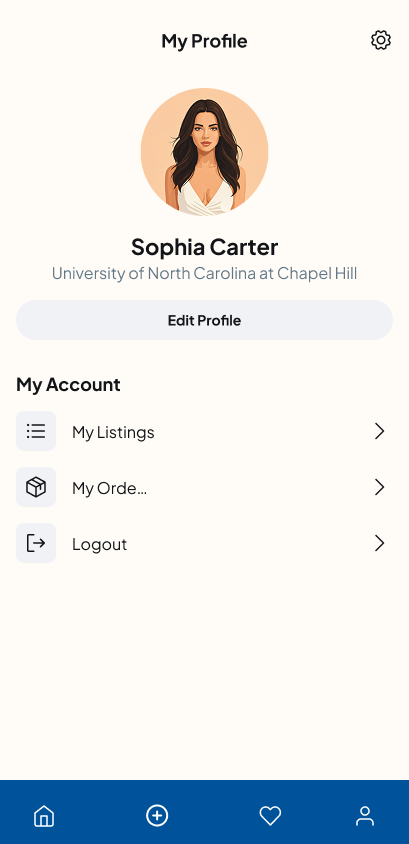 My Profile
Sophia Carter
University of North Carolina at Chapel Hill
Edit Profile
My Account
My Listings
My Orde...
Logout